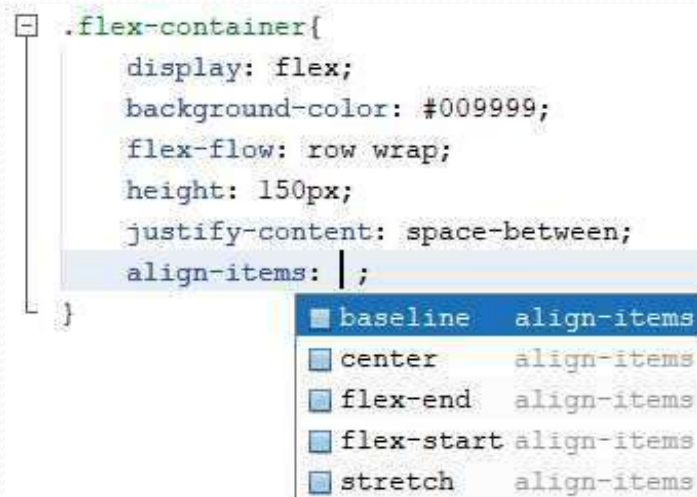 .flex-container{
display: flex;
background-color: #009999;
flex-flow: row wrap;
height: 150px;
justify-content: space-between;
align-items: ;
}
baseline align-items
center align-items
flex-end align-items
flex-start align-items
stretch align-items